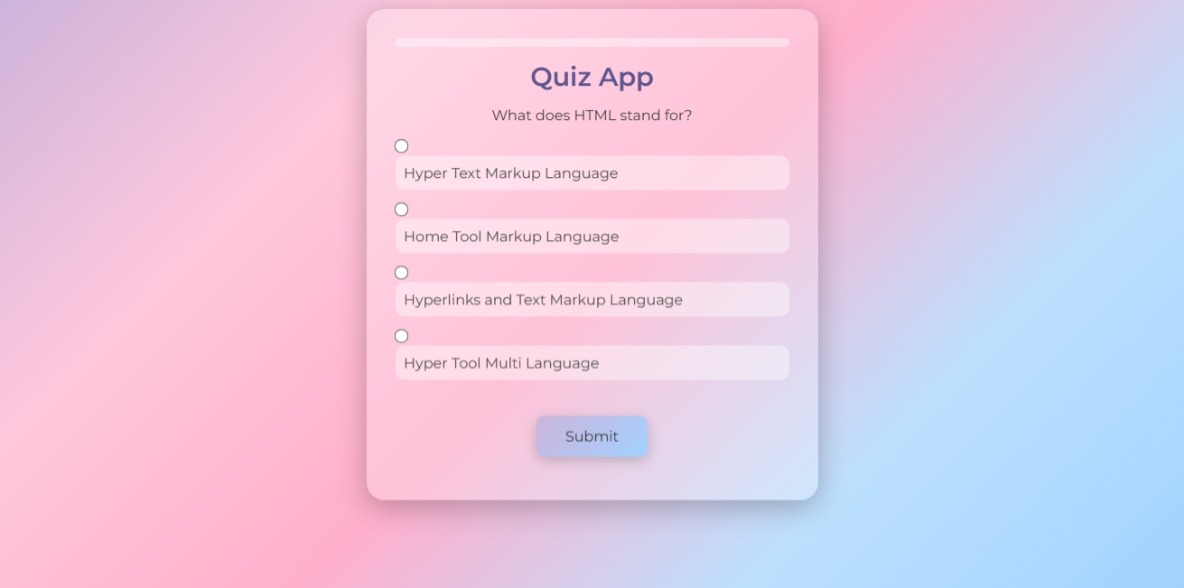 Quiz App
What does HTML stand for?
Hyper Text Markup Language
Home Tool Markup Language
Hyperlinks and Text Markup Language
Hyper Tool Multi Language
Submit